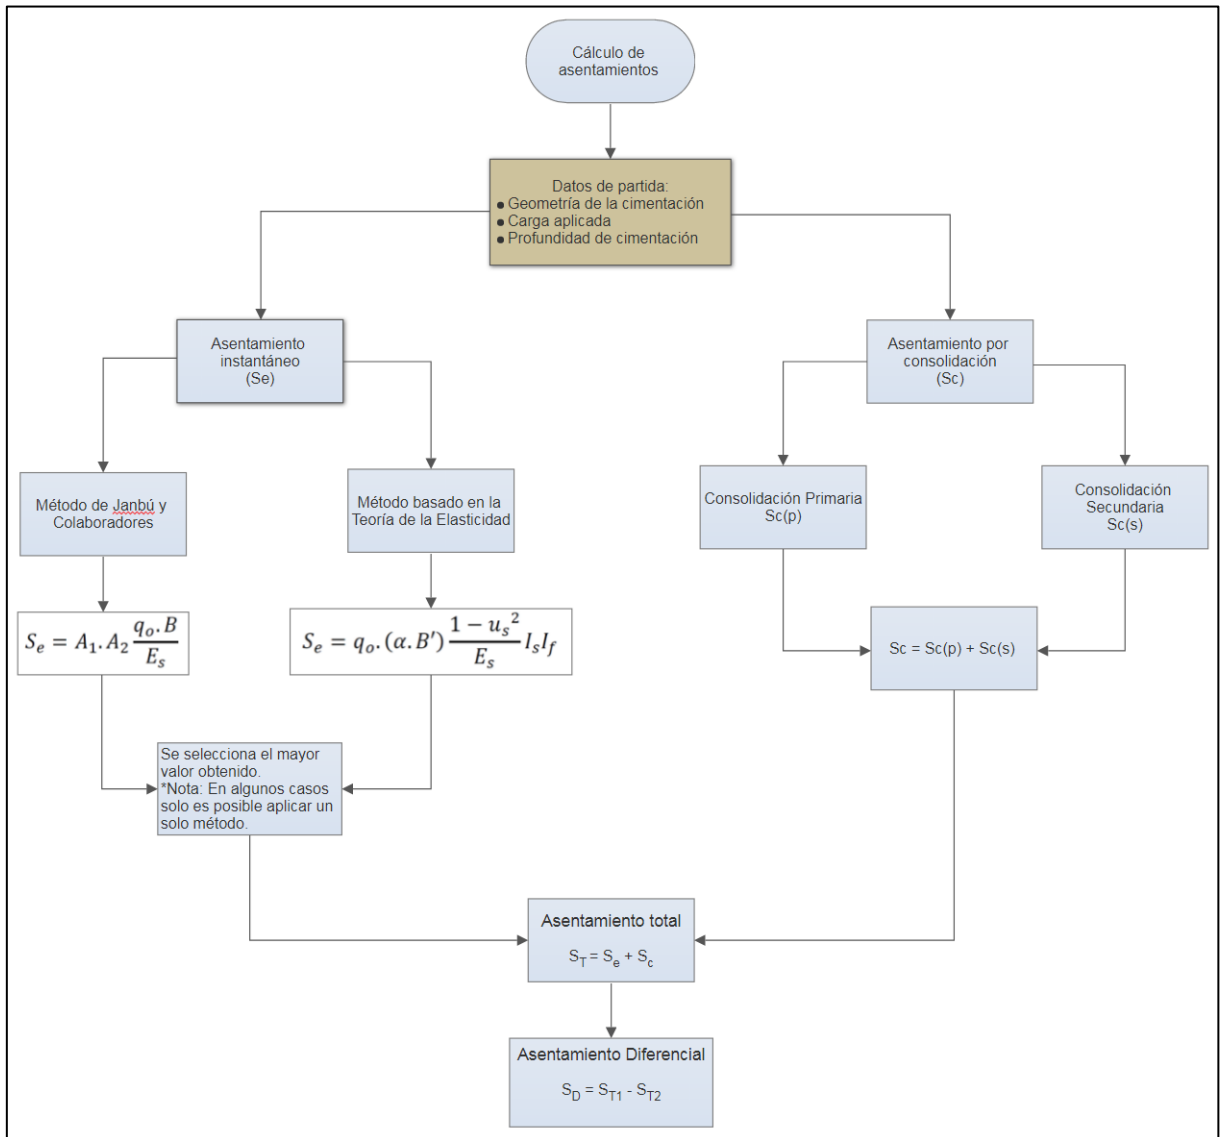 Cálculo de
asentamientos
Datos de partida:
● Geometría de la cimentación
● Carga aplicada
● Profundidad de cimentación
Asentamiento
instantáneo
(Se)
Asentamiento por
consolidación
(Sc)
Método de Janbú y
Colaboradores
Método basado en la
Teoría de la Elasticidad
Consolidación Primaria
Sc(p)
Consolidación
Secundaria
Sc(s)
S_e = A_1. A_2 \frac{q_o. B}{E_s}
S_e = q_o. (α. B') \frac{1 − u_s^2}{E_s} I_s I_f
Sc = Sc(p) + Sc(s)
Se selecciona el mayor
valor obtenido.
*Nota: En algunos casos
solo es posible aplicar un
solo método.
Asentamiento total
S_T = S_e + S_c
Asentamiento Diferencial
S_D = S_T1 - S_T2